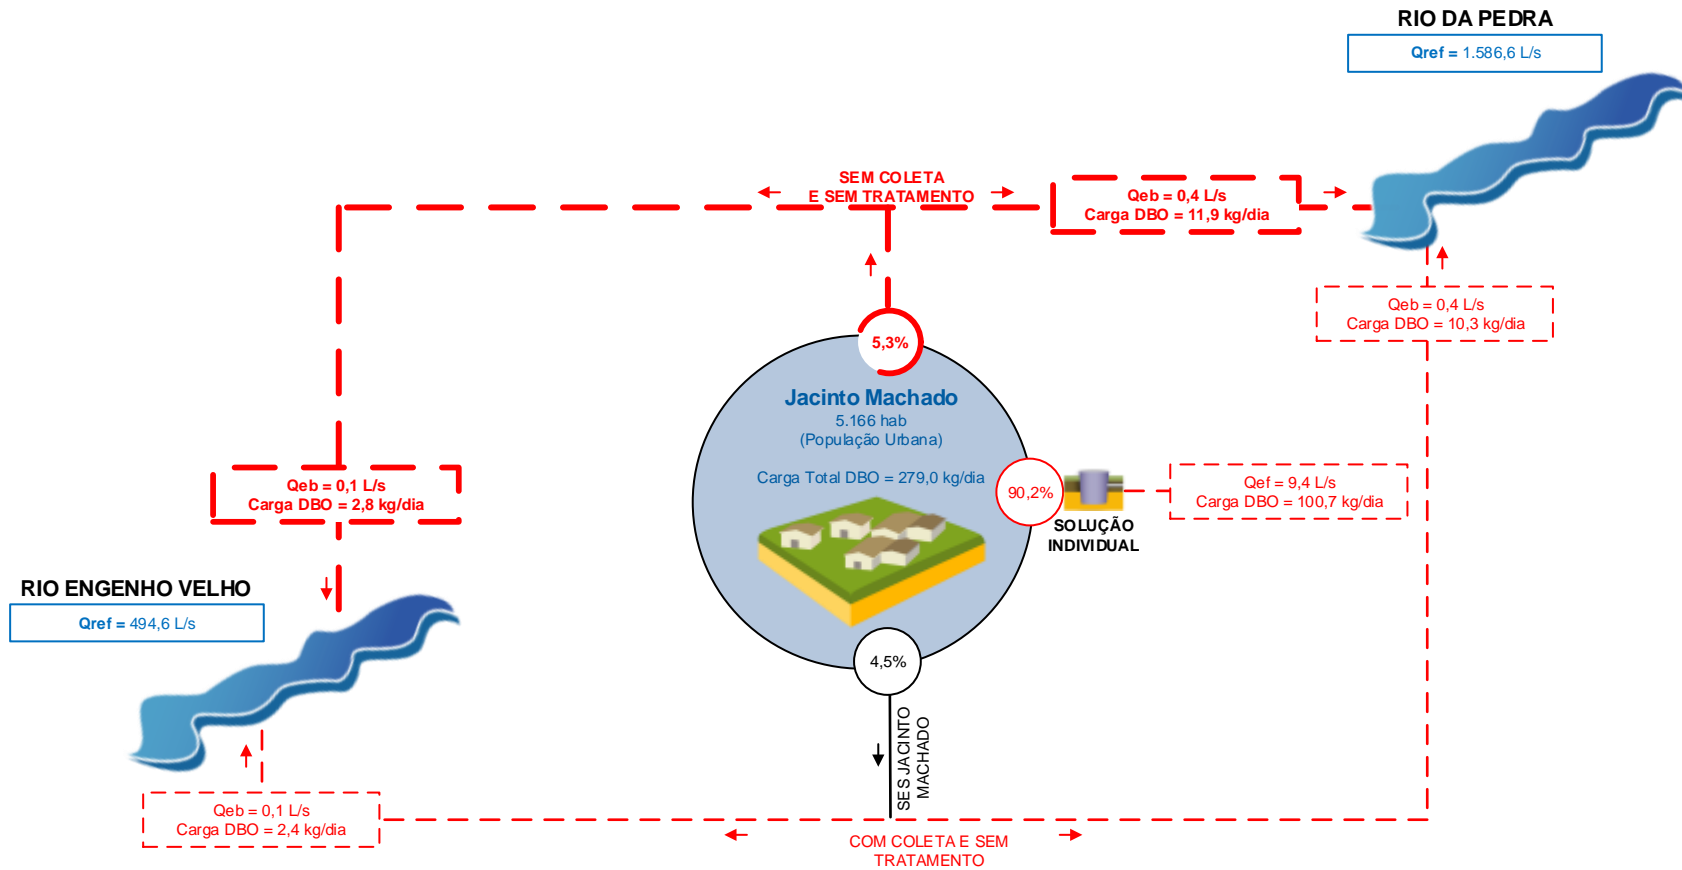 RIO DA PEDRA
Qref = 1.586,6 L/s
SEM COLETA
E SEM TRATAMENTO
Qeb = 0,4 L/s
Carga DBO = 11,9 kg/dia
Qeb = 0,4 L/s
Carga DBO = 10,3 kg/dia
5,3%
Jacinto Machado
5.166 hab
(População Urbana)
Carga Total DBO = 279,0 kg/dia
90,2%
SOLUÇÃO
INDIVIDUAL
Qef = 9,4 L/s
Carga DBO = 100,7 kg/dia
Qeb = 0,1 L/s
Carga DBO = 2,8 kg/dia
RIO ENGENHO VELHO
Qref = 494,6 L/s
4,5%
SES JACINTO
MACHADO
Qeb = 0,1 L/s
Carga DBO = 2,4 kg/dia
COM COLETA E SEM
TRATAMENTO